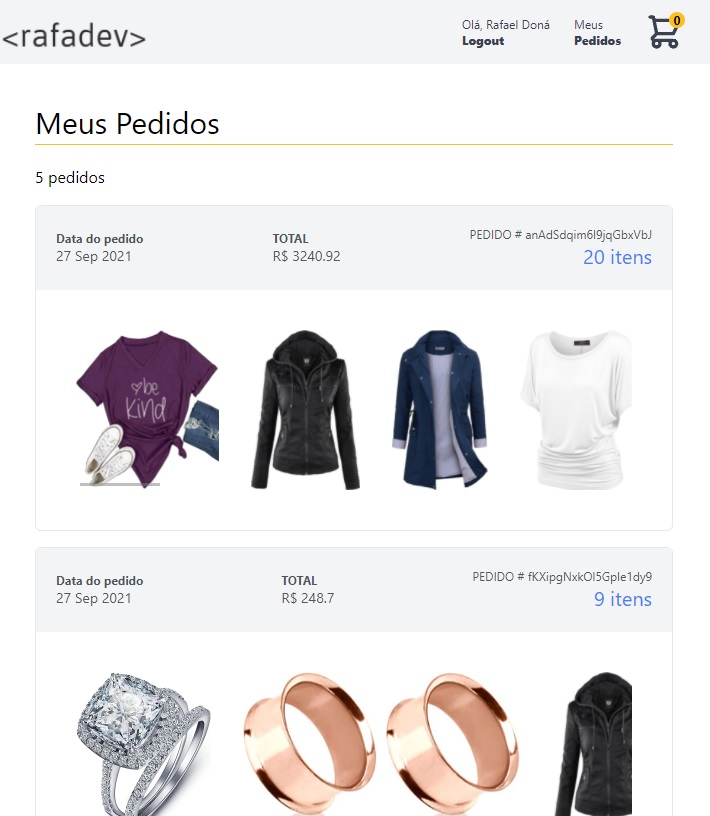 <rafadev>
Olá, Rafael Doná
Logout
Meus
Pedidos
0
Meus Pedidos
5 pedidos
Data do pedido
27 Sep 2021
TOTAL
R$ 3240.92
PEDIDO # anAdSdqim6I9jqGbxVbJ
20 itens
be
Kind
Data do pedido
27 Sep 2021
TOTAL
R$ 248.7
PEDIDO # fKXipgNxkOl5Gple1dy9
9 itens